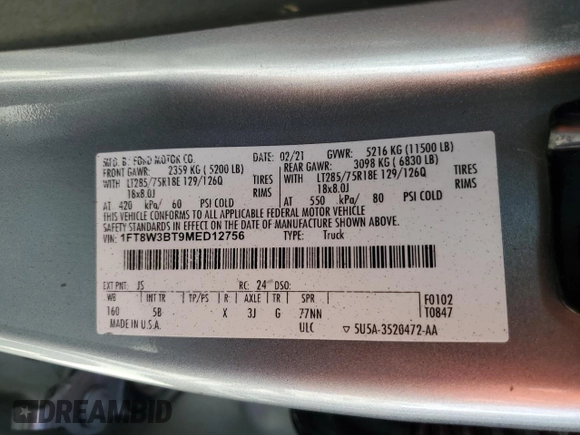 MFD. BY FORD MOTOR CO.
DATE: 02/21 GVWR: 5216 KG (11500 LB)
FRONT GAWR: 2359 KG (5200 LB) REAR GAWR: 3098 KG (6830 LB)
WITH LT285/75R18E 129/126Q TIRES WITH LT285/75R18E 129/126Q TIRES
18x8.0J RIMS 18x8.0J RIMS
AT 420 kPa/ 60 PSI COLD AT 550 kPa/ 80 PSI COLD
THIS VEHICLE CONFORMS TO ALL APPLICABLE FEDERAL MOTOR VEHICLE
SAFETY STANDARDS IN EFFECT ON THE DATE OF MANUFACTURE SHOWN ABOVE.
VIN: 1FT8W3BT9MED12756 TYPE: Truck
EXT PNT: JS RC: 24 DSO:
WB INT TR TP/PS R AXLE TR SPR F0102
160 5B X 3J G 77NN T0847
MADE IN U.S.A. ULC ▽ 5U5A-3520472-AA
DREAMBID